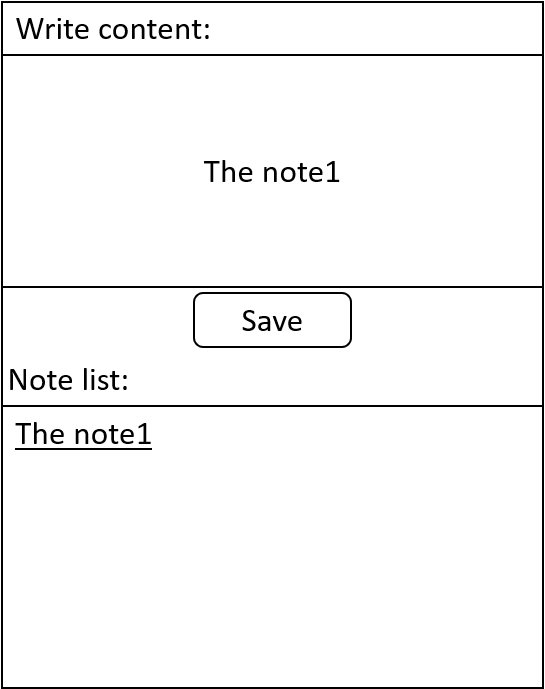 Write content:
The note1
Save
Note list:
The note1